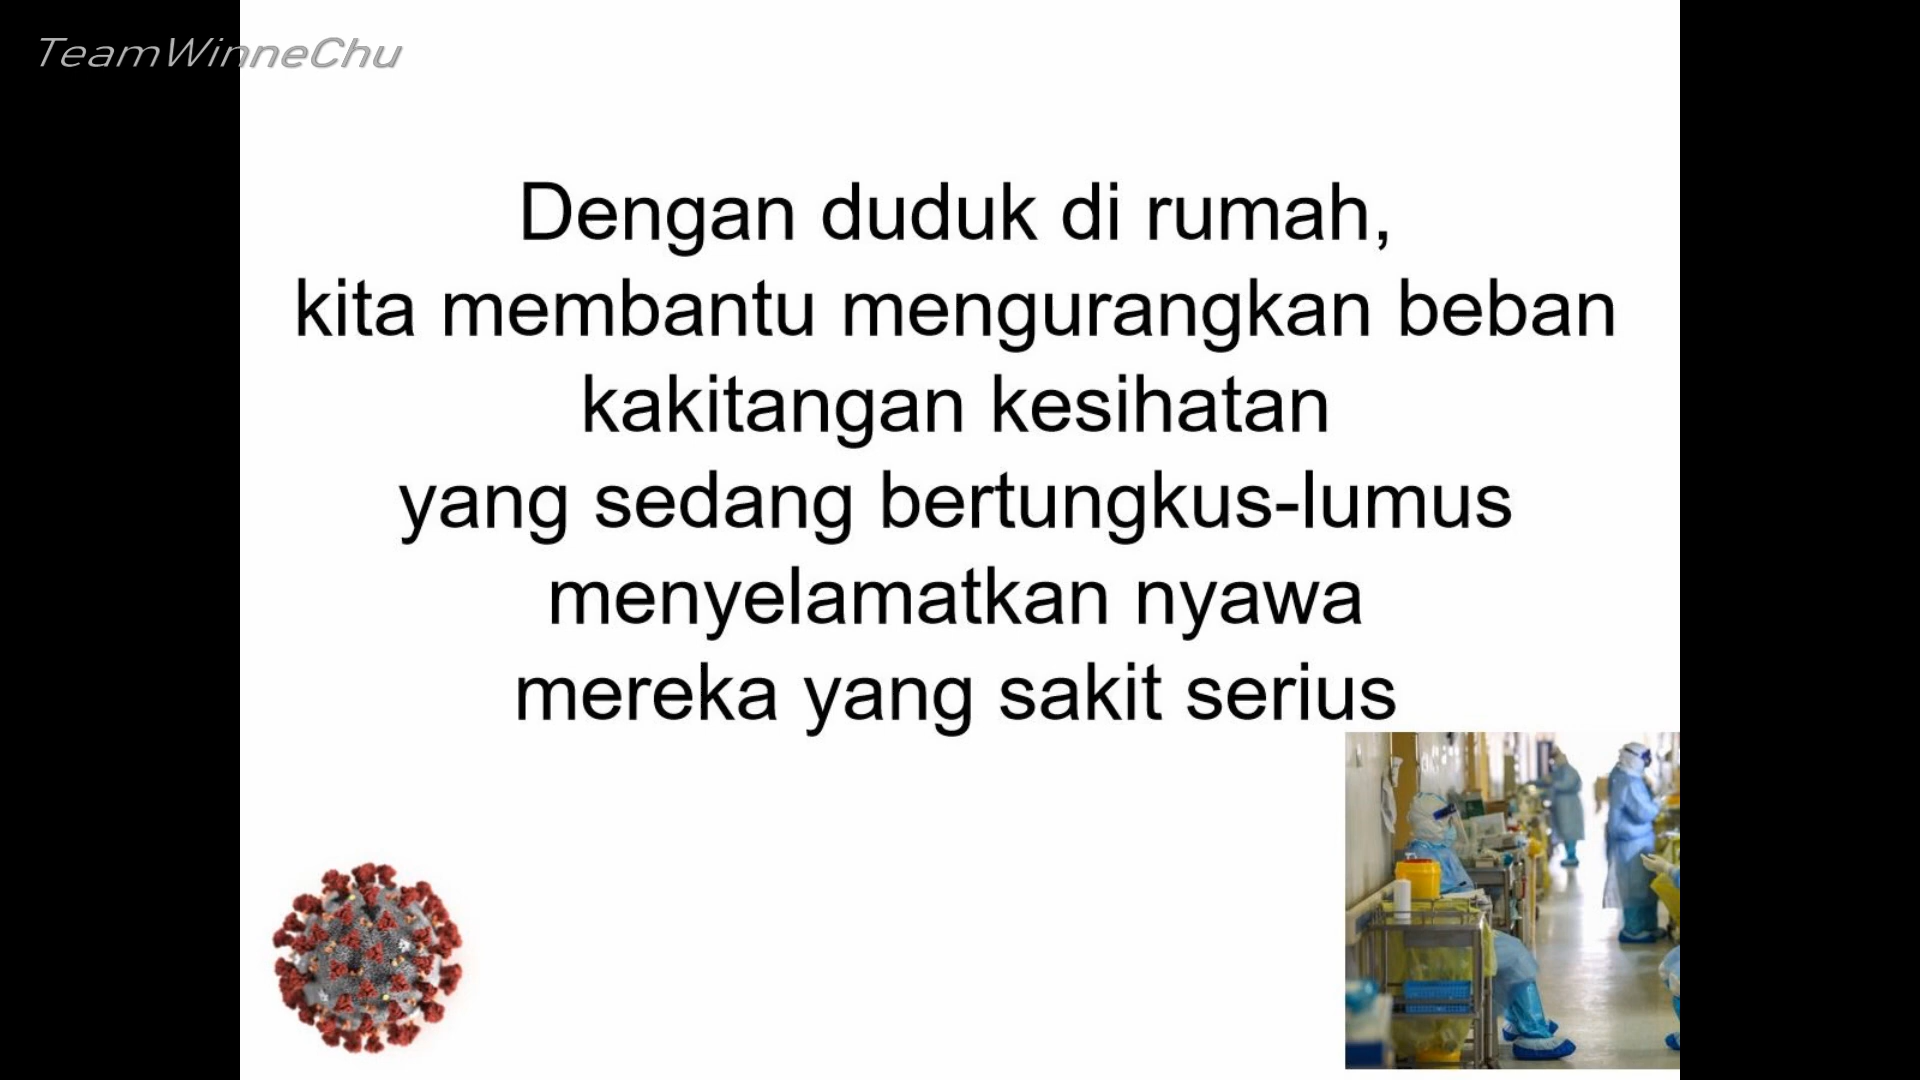 TeamWinneChu
Dengan duduk di rumah,
kita membantu mengurangkan beban
kakitangan kesihatan
yang sedang bertungkus-lumus
menyelamatkan nyawa
mereka yang sakit serius